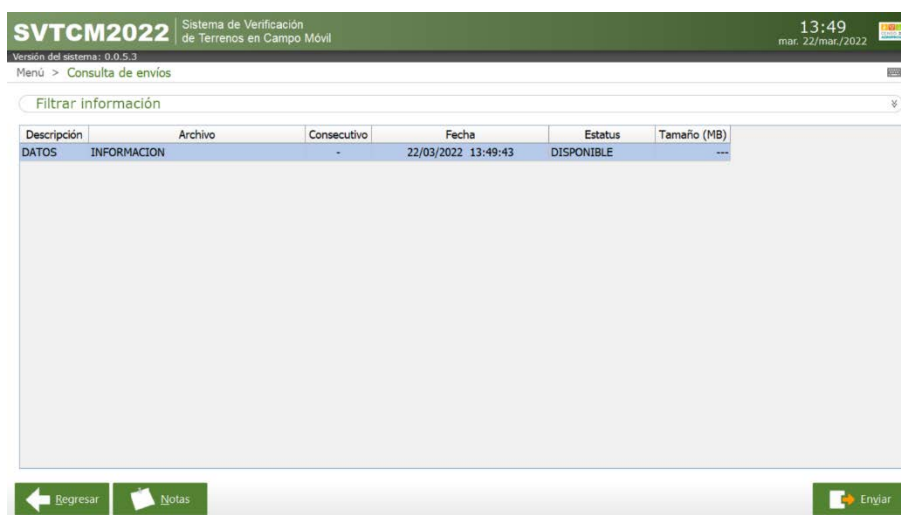 SVTCM2022
Sistema de Verificación
de Terrenos en Campo Móvil
13:49
mar. 22/mar./2022
Versión del sistema: 0.0.5.3
Menú > Consulta de envíos
Filtrar información
Descripción Archivo Consecutivo Fecha Estatus Tamaño (MB)
DATOS INFORMACION - 22/03/2022 13:49:43 DISPONIBLE ---
Regresar Notas Enviar